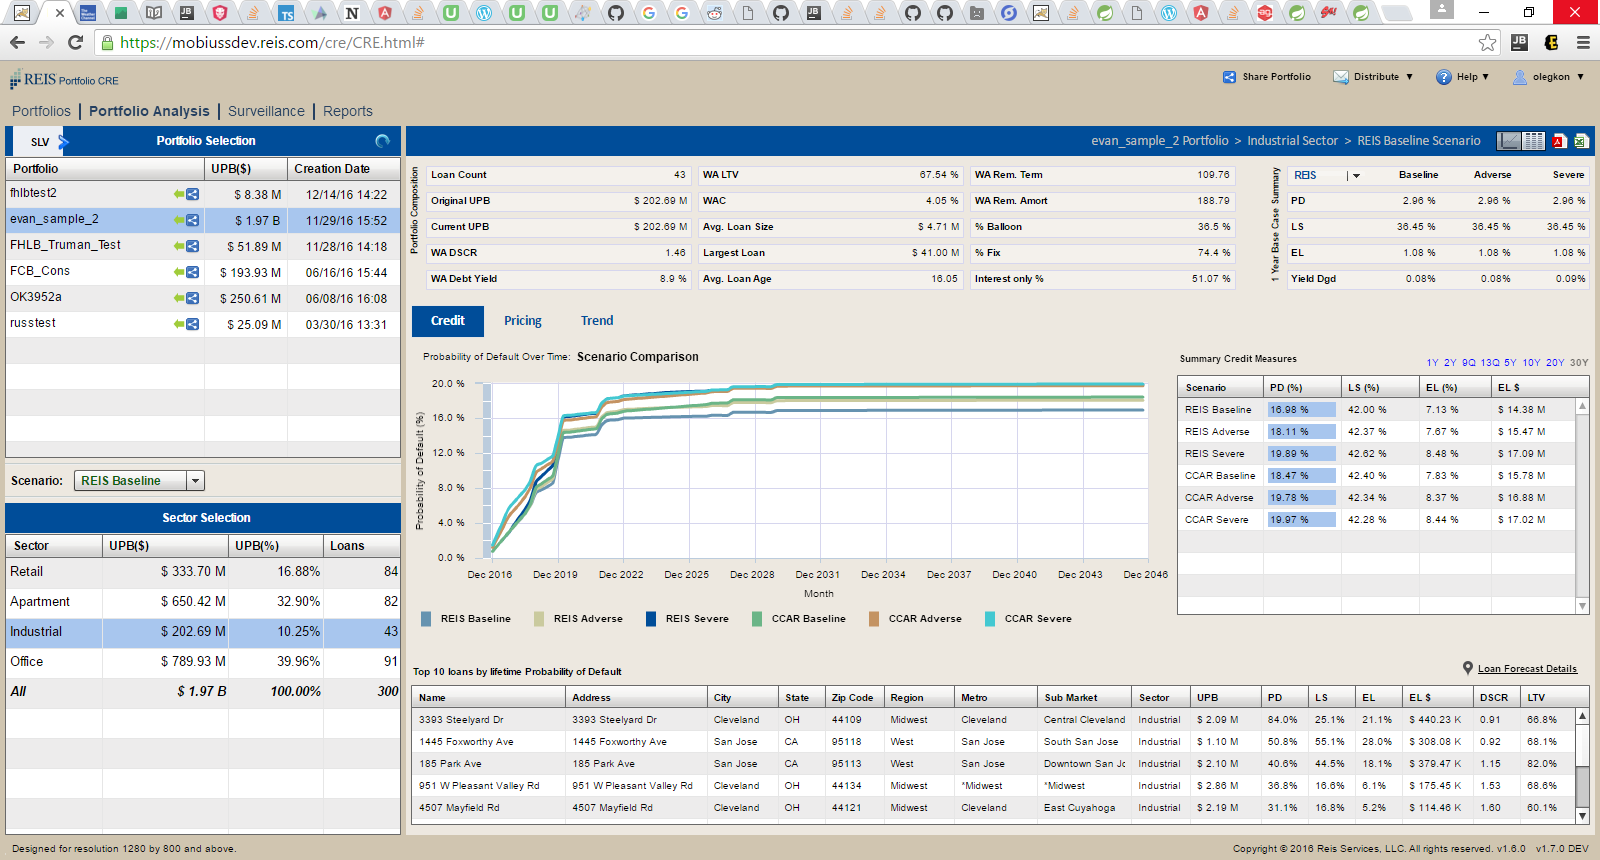 https://mobiussdev.reis.com/cre/CRE.html#
REIS Portfolio CRE
Share Portfolio Distribute ▼ Help ▼ olegkon ▼
Portfolios | Portfolio Analysis | Surveillance | Reports
SLV Portfolio Selection
Portfolio UPB($) Creation Date
fhlbtest2 $ 8.38 M 12/14/16 14:22
evan_sample_2 $ 1.97 B 11/29/16 15:52
FHLB_Truman_Test $ 51.89 M 11/28/16 14:18
FCB_Cons $ 193.93 M 06/16/16 15:44
OK3952a $ 250.61 M 06/08/16 16:08
russtest $ 25.09 M 03/30/16 13:31
Scenario: REIS Baseline
Sector Selection
Sector UPB($) UPB(%) Loans
Retail $ 333.70 M 16.88% 84
Apartment $ 650.42 M 32.90% 82
Industrial $ 202.69 M 10.25% 43
Office $ 789.93 M 39.96% 91
All $ 1.97 B 100.00% 300
evan_sample_2 Portfolio > Industrial Sector > REIS Baseline Scenario
Portfolio Composition
Loan Count 43 WA LTV 67.54 % WA Rem. Term 109.76
Original UPB $ 202.69 M WAC 4.05 % WA Rem. Amort 188.79
Current UPB $ 202.69 M Avg. Loan Size $ 4.71 M % Balloon 36.5 %
WA DSCR 1.46 Largest Loan $ 41.00 M % Fix 74.4 %
WA Debt Yield 8.9 % Avg. Loan Age 16.05 Interest only % 51.07 %
1 Year Base Case Summary
REIS Baseline Adverse Severe
PD 2.96 % 2.96 % 2.96 %
LS 36.45 % 36.45 % 36.45 %
EL 1.08 % 1.08 % 1.08 %
Yield Dgd 0.08% 0.08% 0.09%
Credit Pricing Trend
Probability of Default Over Time: Scenario Comparison
Probability of Default (%)
20.0 %
16.0 %
12.0 %
8.0 %
4.0 %
0.0 %
Dec 2016 Dec 2019 Dec 2022 Dec 2025 Dec 2028 Dec 2031 Dec 2034 Dec 2037 Dec 2040 Dec 2043 Dec 2046
Month
REIS Baseline REIS Adverse REIS Severe CCAR Baseline CCAR Adverse CCAR Severe
Summary Credit Measures
1Y 2Y 9Q 13Q 5Y 10Y 20Y 30Y
Scenario PD (%) LS (%) EL (%) EL $
REIS Baseline 16.98 % 42.00 % 7.13 % $ 14.38 M
REIS Adverse 18.11 % 42.37 % 7.67 % $ 15.47 M
REIS Severe 19.89 % 42.62 % 8.48 % $ 17.09 M
CCAR Baseline 18.47 % 42.40 % 7.83 % $ 15.78 M
CCAR Adverse 19.78 % 42.34 % 8.37 % $ 16.88 M
CCAR Severe 19.97 % 42.28 % 8.44 % $ 17.02 M
Top 10 loans by lifetime Probability of Default
Loan Forecast Details
Name Address City State Zip Code Region Metro Sub Market Sector UPB PD LS EL EL $ DSCR LTV
3393 Steelyard Dr 3393 Steelyard Dr Cleveland OH 44109 Midwest Cleveland Central Cleveland Industrial $ 2.09 M 84.0% 25.1% 21.1% $ 440.23 K 0.91 66.8%
1445 Foxworthy Ave 1445 Foxworthy Ave San Jose CA 95118 West San Jose South San Jose Industrial $ 1.10 M 50.8% 55.1% 28.0% $ 308.08 K 0.92 68.1%
185 Park Ave 185 Park Ave San Jose CA 95113 West San Jose Downtown San Jo Industrial $ 2.10 M 40.6% 44.5% 18.1% $ 379.47 K 1.15 82.0%
951 W Pleasant Valley Rd 951 W Pleasant Valley Rd Cleveland OH 44134 Midwest *Midwest *Midwest Industrial $ 2.86 M 36.8% 16.6% 6.1% $ 175.45 K 1.53 68.6%
4507 Mayfield Rd 4507 Mayfield Rd Cleveland OH 44121 Midwest Cleveland East Cuyahoga Industrial $ 2.19 M 31.1% 16.8% 5.2% $ 114.46 K 1.60 60.1%
Designed for resolution 1280 by 800 and above.
Copyright © 2016 Reis Services, LLC. All rights reserved. v1.6.0 v1.7.0 DEV